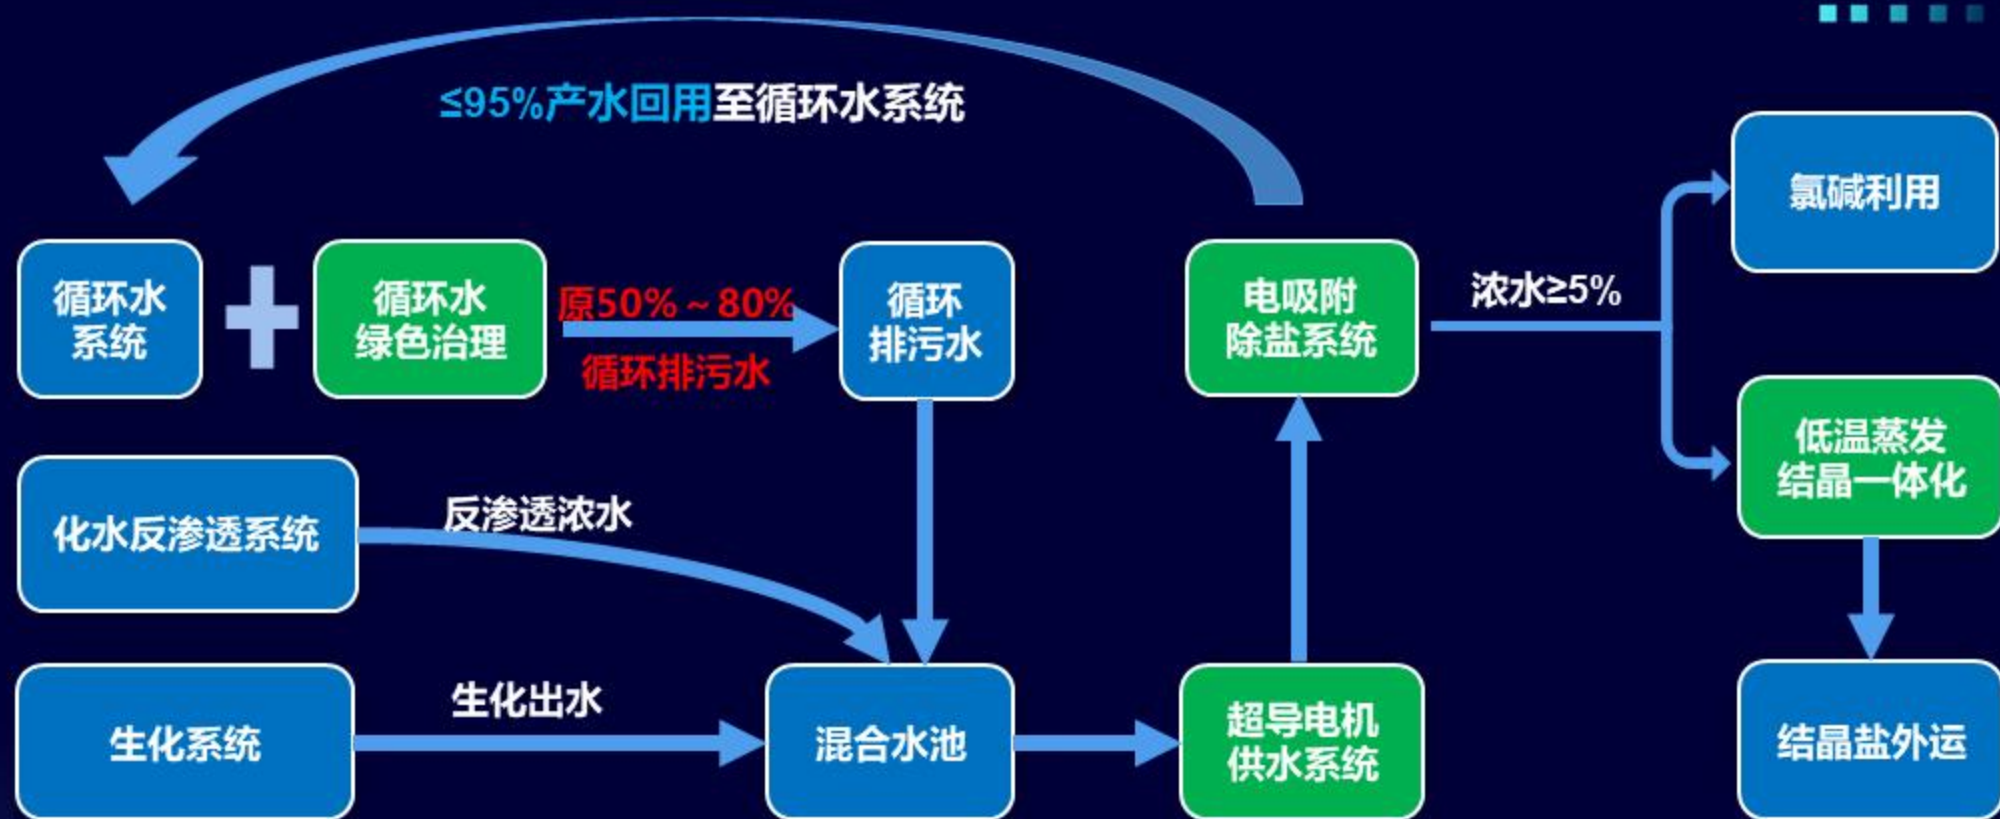 ≤95%产水回用至循环水系统
氯碱利用
循环水
系统
循环水
绿色治理
原50%~80%
循环排污水
循环
排污水
电吸附
除盐系统
浓水≥5%
低温蒸发
结晶一体化
化水反渗透系统
反渗透浓水
生化系统
生化出水
混合水池
超导电机
供水系统
结晶盐外运